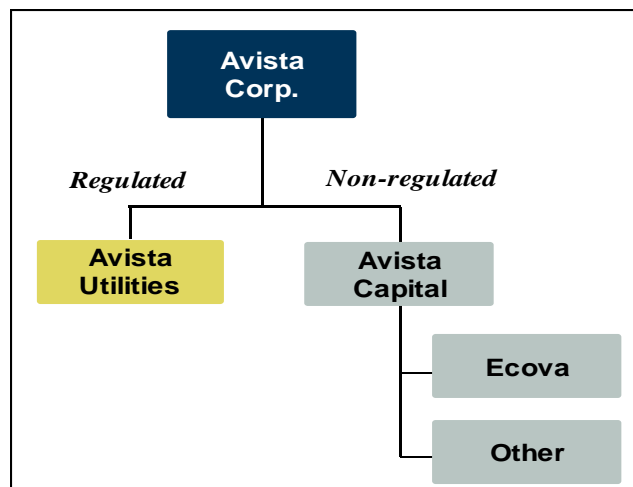 Avista
Corp.
Regulated
Non-regulated
Avista
Utilities
Avista
Capital
Ecova
Other